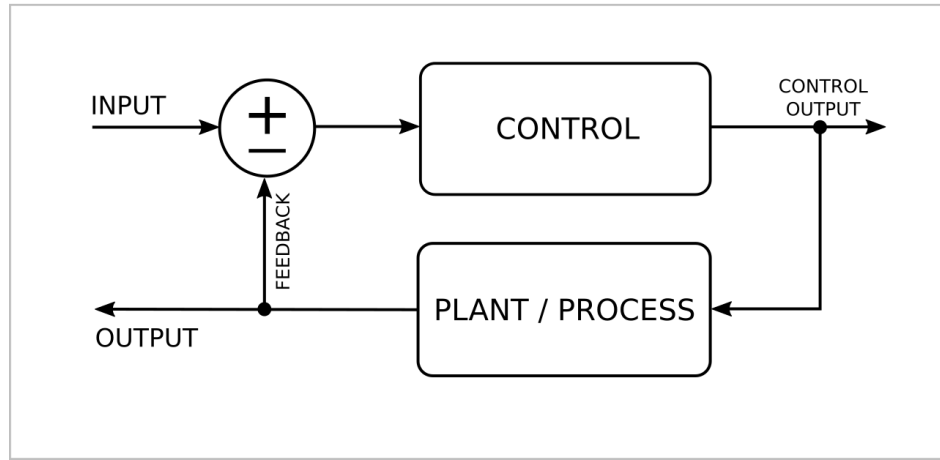 INPUT
+
−
CONTROL
CONTROL
OUTPUT
FEEDBACK
PLANT / PROCESS
OUTPUT